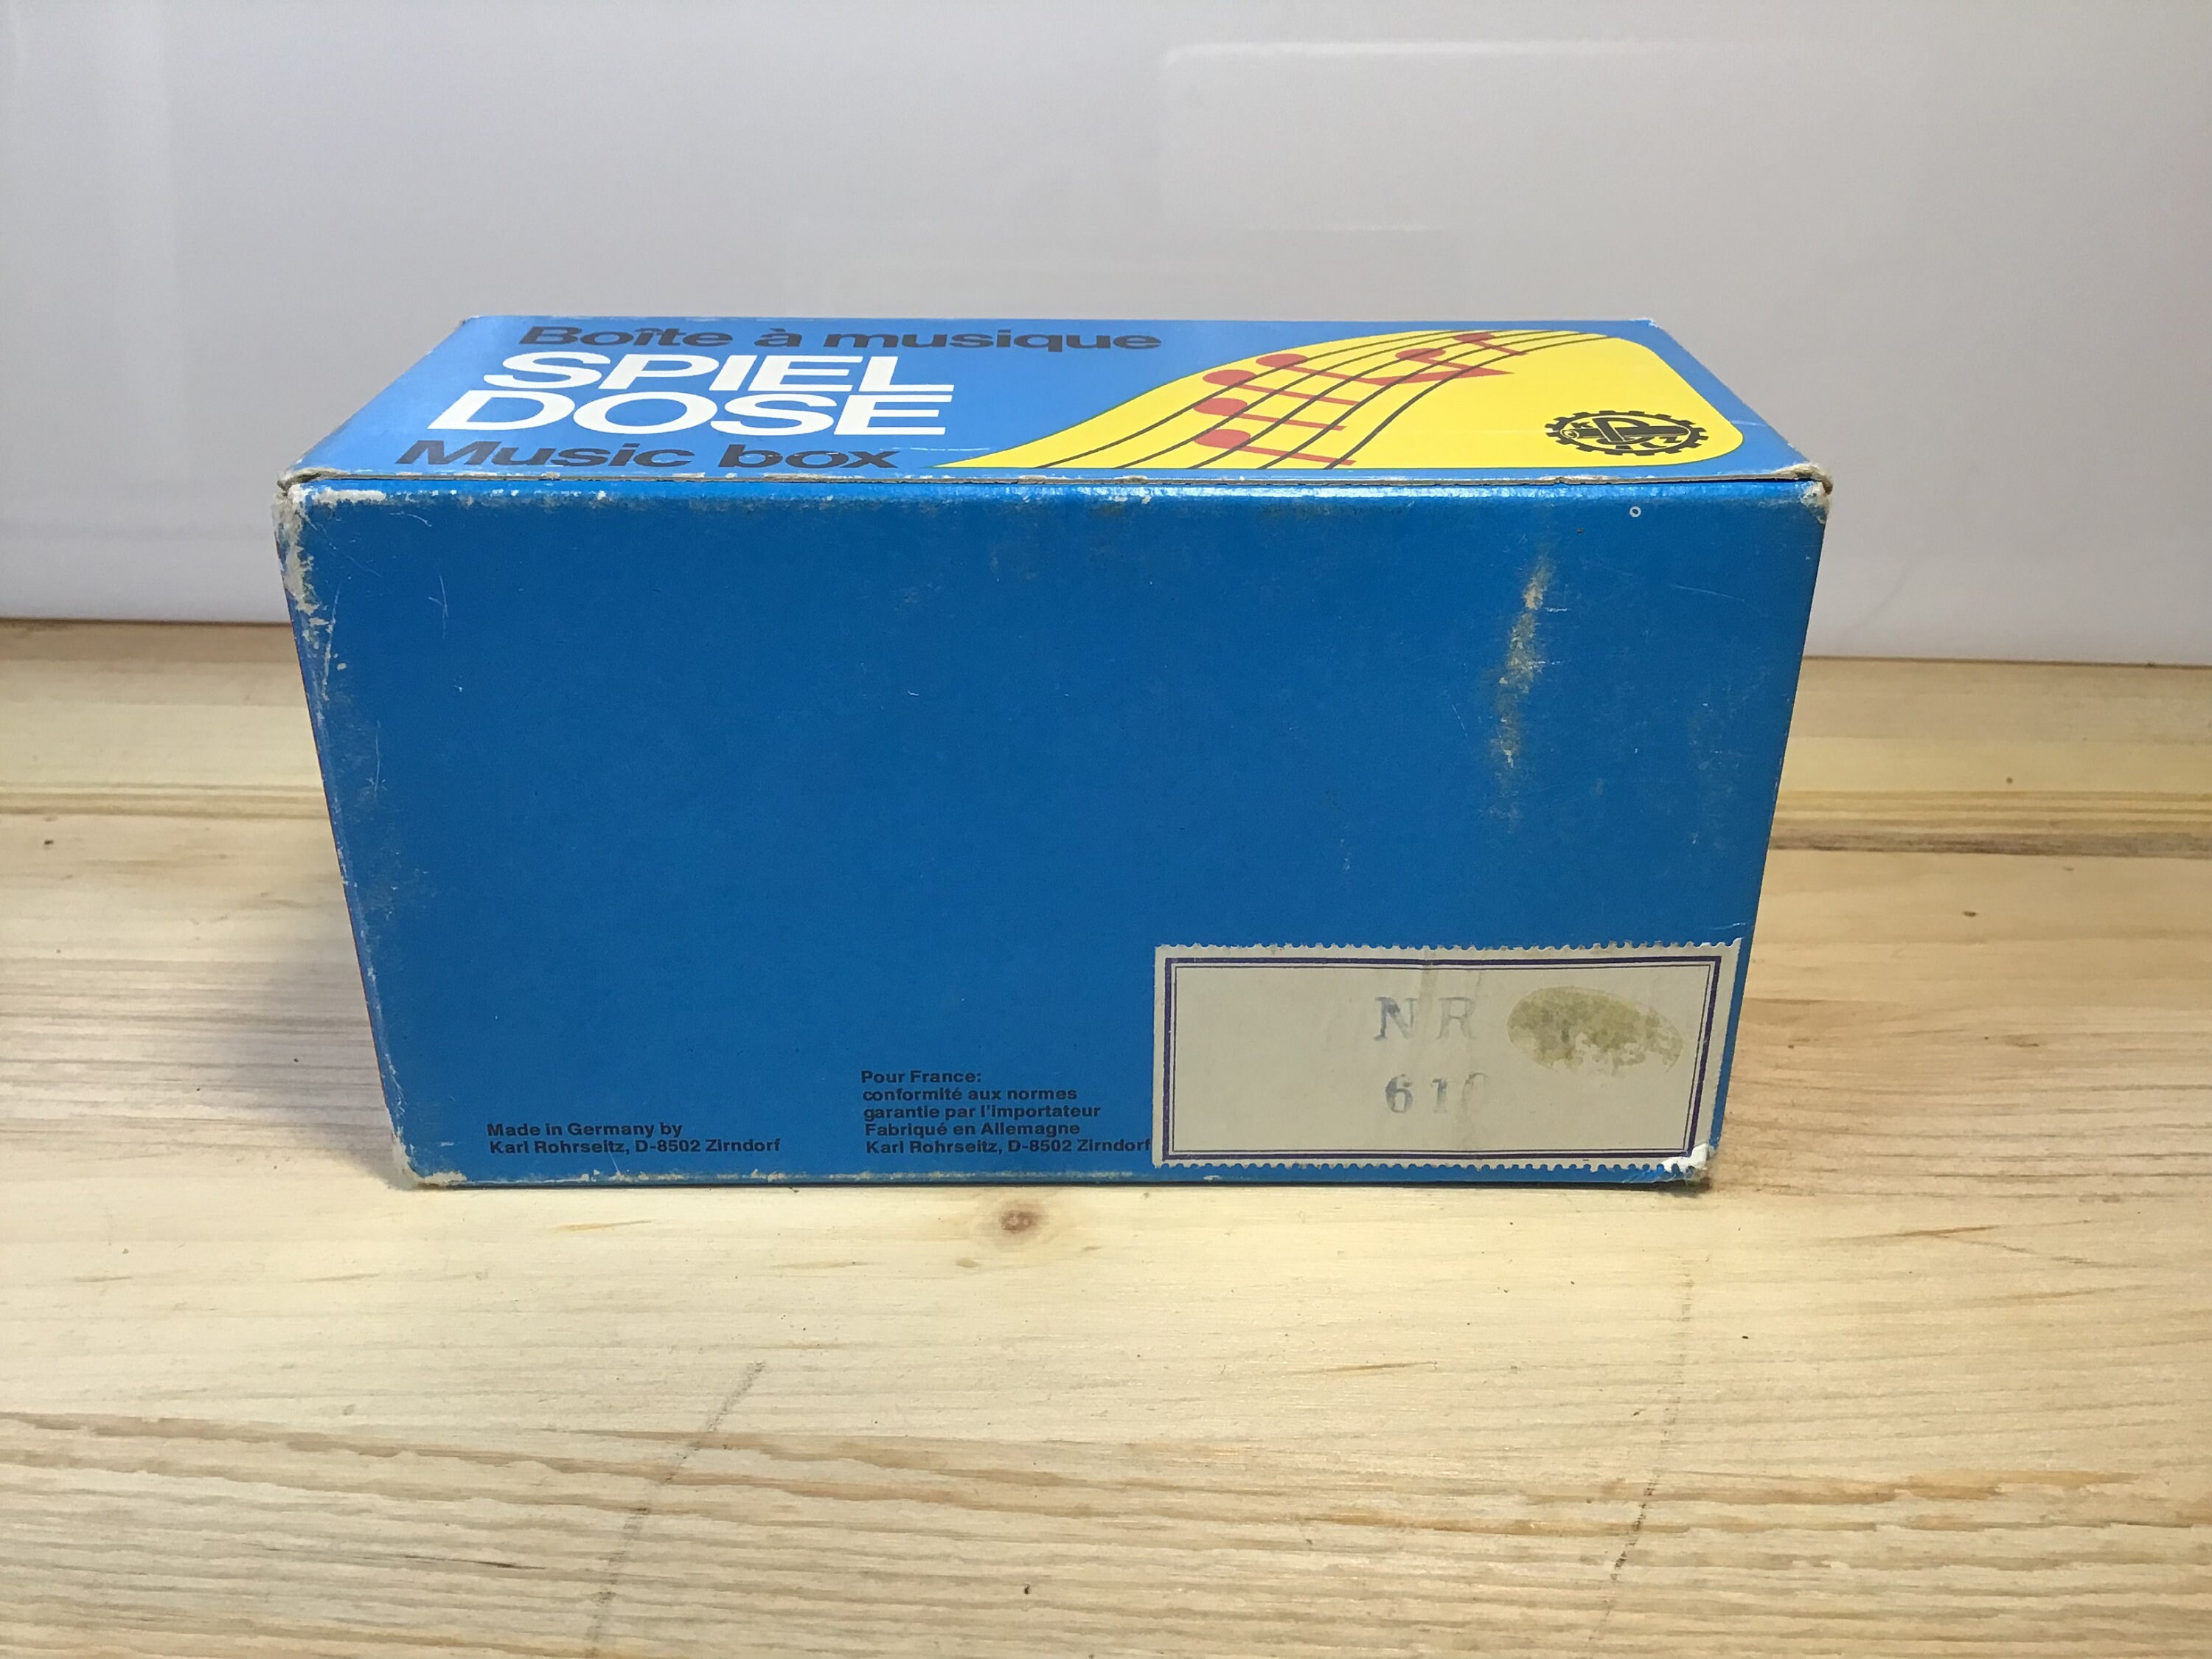 Boîte à musique
SPIEL
DOSE
Music box
Made in Germany by
Karl Rohrseitz, D-8502 Zirndorf
Pour France:
conformité aux normes
garantie par l'importateur
Fabriqué en Allemagne
Karl Rohrseitz, D-8502 Zirndorf
NR